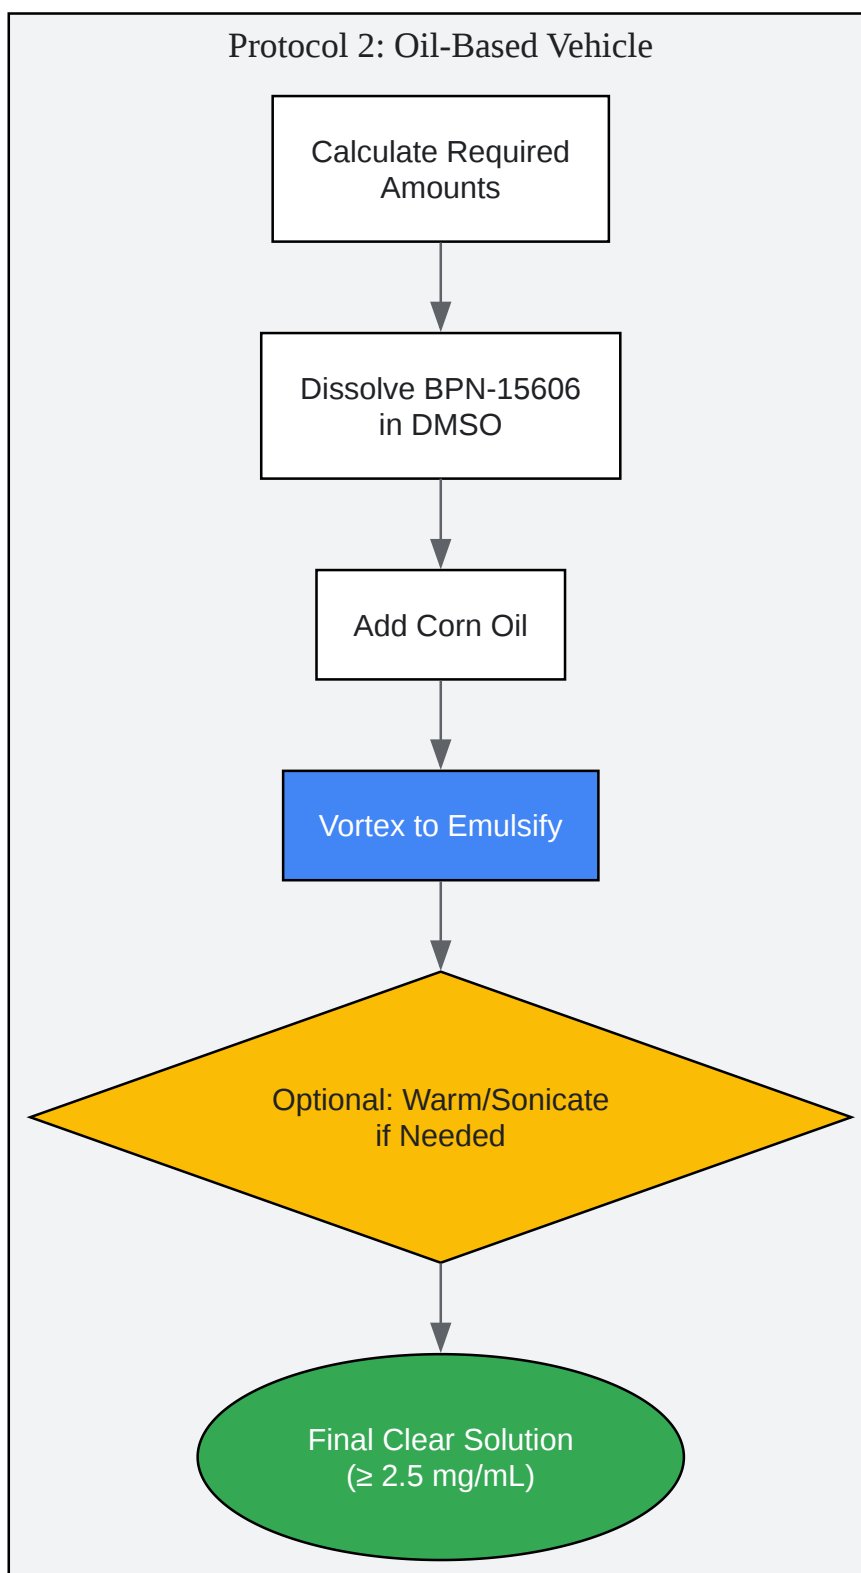 Protocol 2: Oil-Based Vehicle
Calculate Required
Amounts
Dissolve BPN-15606
in DMSO
Add Corn Oil
Vortex to Emulsify
Optional: Warm/Sonicate
if Needed
Final Clear Solution
(≥ 2.5 mg/mL)